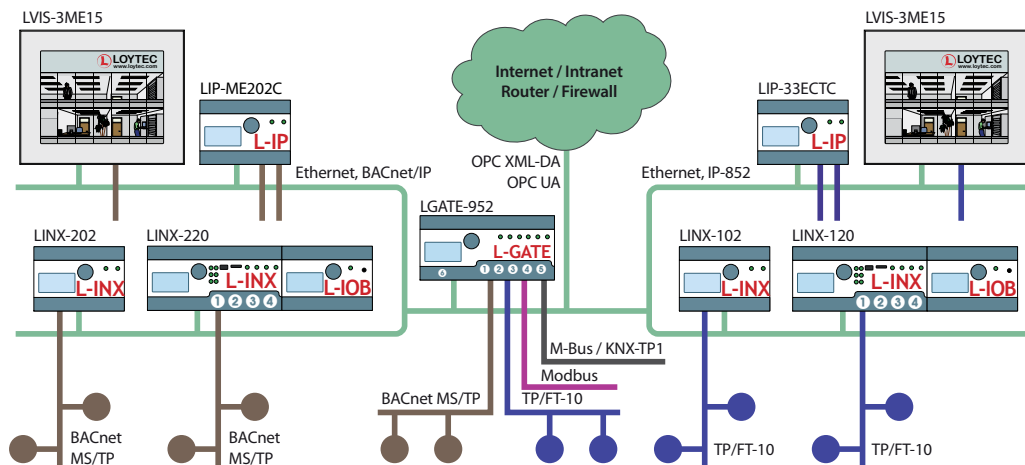 LVIS-3ME15
LOYTEC
www.loytec.com
LIP-ME202C
L-IP
Internet / Intranet
Router / Firewall
LIP-33ECTC
L-IP
LVIS-3ME15
LOYTEC
www.loytec.com
Ethernet, BACnet/IP
OPC XML-DA
OPC UA
Ethernet, IP-852
LINX-202
L-INX
LINX-220
L-INX
1 2 3 4
L-IOB
LGATE-952
L-GATE
6 1 2 3 4 5
LINX-102
L-INX
LINX-120
L-INX
1 2 3 4
L-IOB
M-Bus / KNX-TP1
Modbus
BACnet MS/TP
TP/FT-10
BACnet
MS/TP
BACnet
MS/TP
TP/FT-10
TP/FT-10